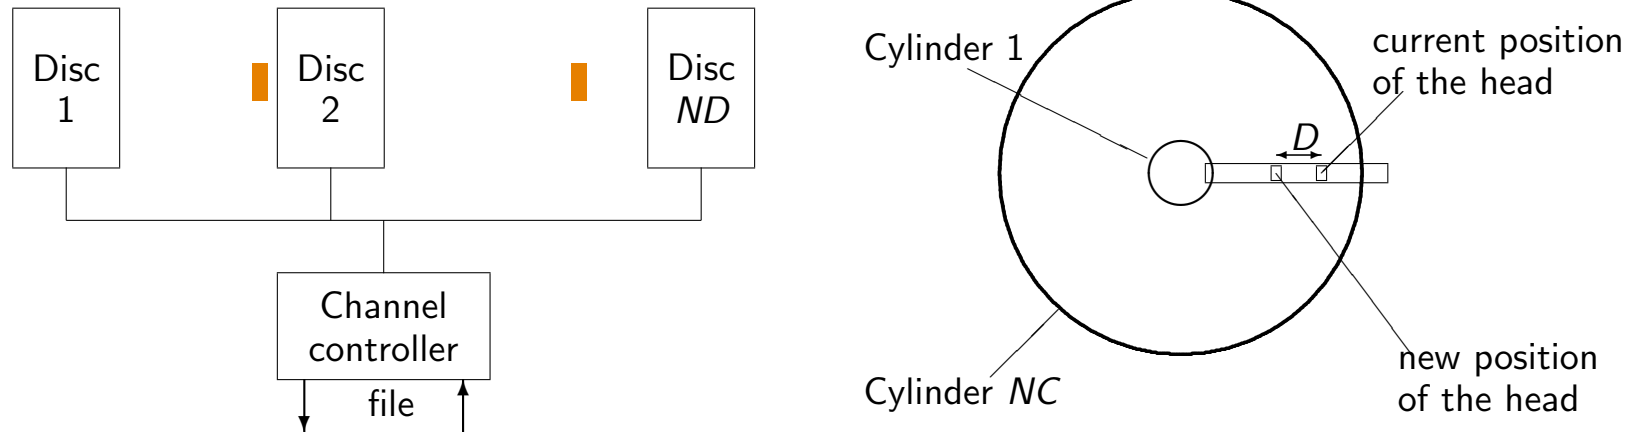 Disc
1
Disc
2
Disc
ND
Channel
controller
file
Cylinder 1
current position
of the head
D
new position
of the head
Cylinder NC